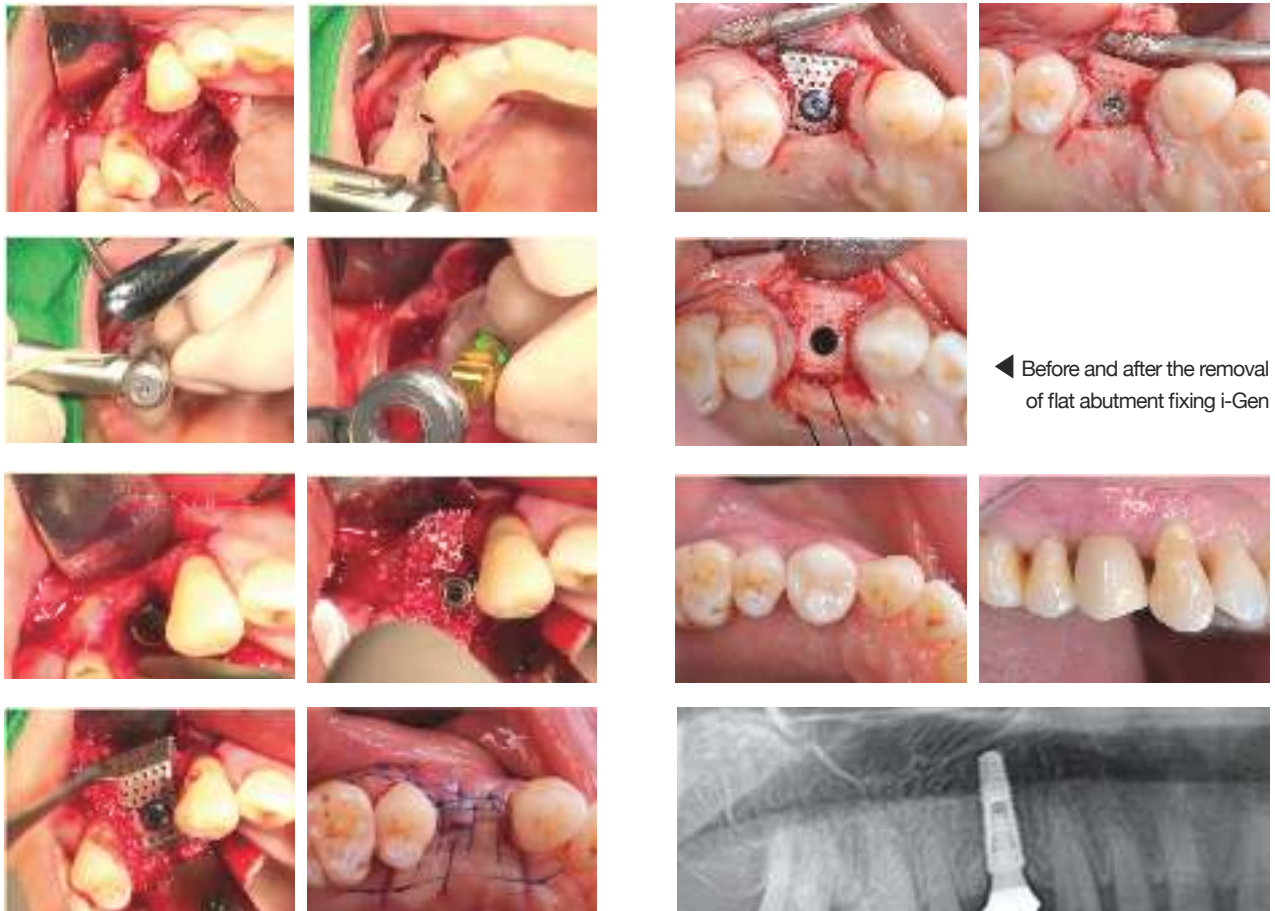 ◀ Before and after the removal
of flat abutment fixing i-Gen